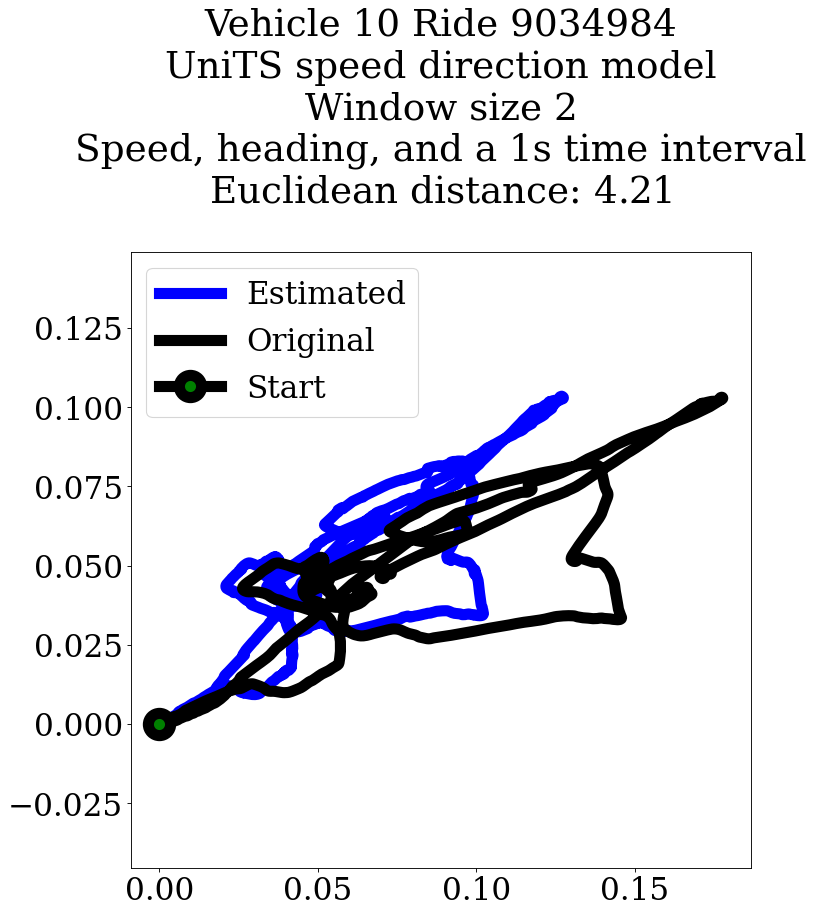 Vehicle 10 Ride 9034984
UniTS speed direction model
Window size 2
Speed, heading, and a 1s time interval
Euclidean distance: 4.21
Estimated
Original
Start
0.125
0.100
0.075
0.050
0.025
0.000
−0.025
0.00 0.05 0.10 0.15